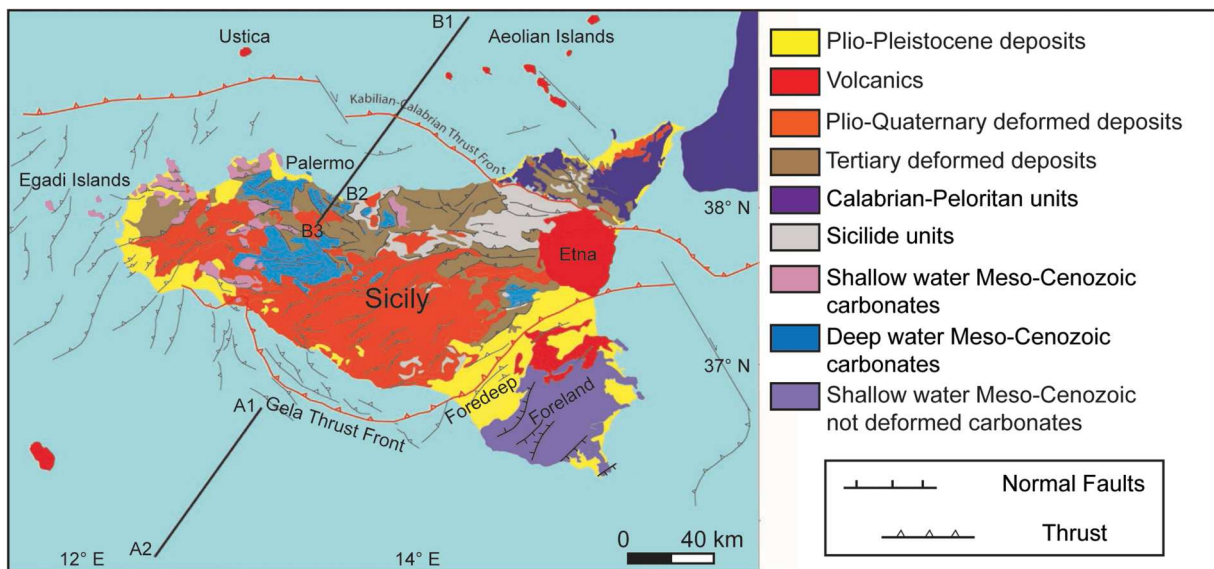 B1
Ustica
Aeolian Islands
Kabilian-Calabrian Thrust Front
Palermo
Egadi Islands
B2
38° N
B3
Etna
Sicily
37° N
Foredeep
Foreland
A1
Gela Thrust Front
A2
12° E
14° E
0
40 km
Plio-Pleistocene deposits
Volcanics
Plio-Quaternary deformed deposits
Tertiary deformed deposits
Calabrian-Peloritan units
Sicilide units
Shallow water Meso-Cenozoic
carbonates
Deep water Meso-Cenozoic
carbonates
Shallow water Meso-Cenozoic
not deformed carbonates
Normal Faults
Thrust